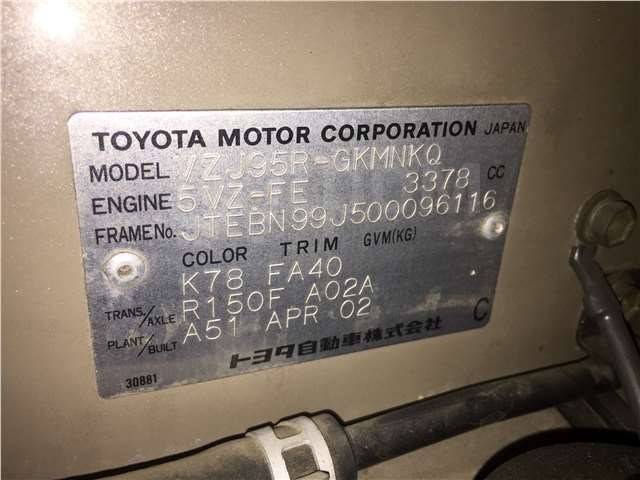 TOYOTA MOTOR CORPORATION JAPAN
MODEL VZJ95R-GKMNKQ
ENGINE 5VZ-FE 3378 CC
FRAME No. JTEBN99J500096116
COLOR TRIM GVM(KG)
K78 FA40
TRANS/AXLE R150F A02A
PLANT/BUILT A51 APR 02 C
トヨタ自動車株式会社
30881